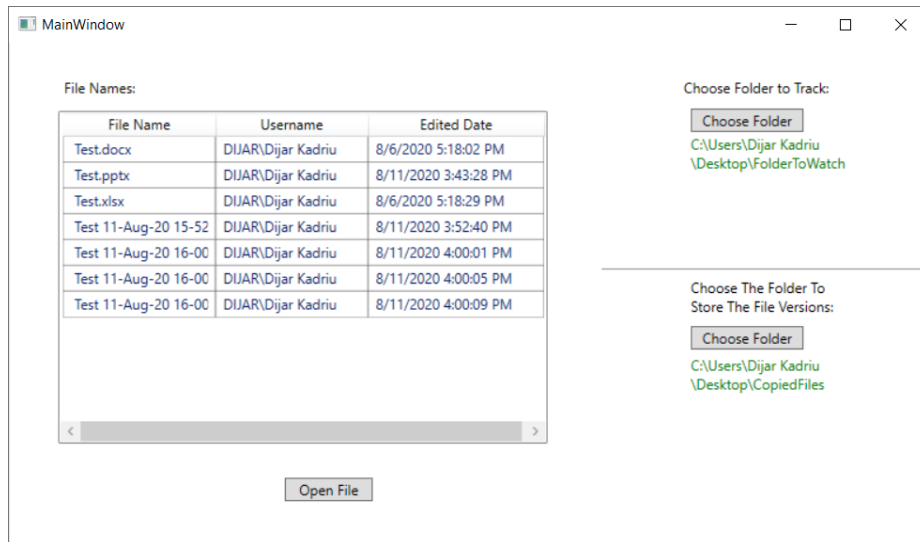 MainWindow
File Names:
File Name Username Edited Date
Test.docx DIJAR\Dijar Kadriu 8/6/2020 5:18:02 PM
Test.pptx DIJAR\Dijar Kadriu 8/11/2020 3:43:28 PM
Test.xlsx DIJAR\Dijar Kadriu 8/6/2020 5:18:29 PM
Test 11-Aug-20 15-52 DIJAR\Dijar Kadriu 8/11/2020 3:52:40 PM
Test 11-Aug-20 16-00 DIJAR\Dijar Kadriu 8/11/2020 4:00:01 PM
Test 11-Aug-20 16-00 DIJAR\Dijar Kadriu 8/11/2020 4:00:05 PM
Test 11-Aug-20 16-00 DIJAR\Dijar Kadriu 8/11/2020 4:00:09 PM
Open File
Choose Folder to Track:
Choose Folder
C:\Users\Dijar Kadriu
\Desktop\FolderToWatch
Choose The Folder To
Store The File Versions:
Choose Folder
C:\Users\Dijar Kadriu
\Desktop\CopiedFiles